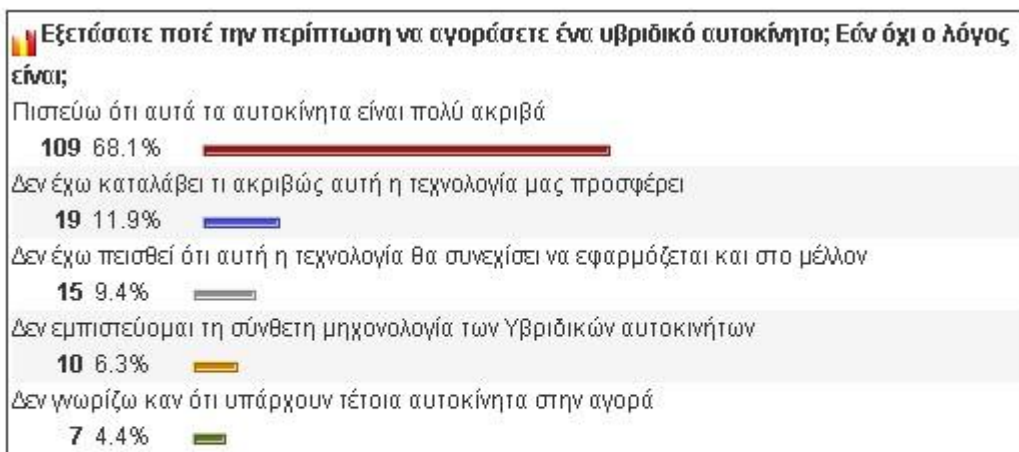 Εξετάσατε ποτέ την περίπτωση να αγοράσετε ένα υβριδικό αυτοκίνητο; Εάν όχι ο λόγος
είναι;
Πιστεύω ότι αυτά τα αυτοκίνητα είναι πολύ ακριβά
109 68.1%
Δεν έχω καταλάβει τι ακριβώς αυτή η τεχνολογία μας προσφέρει
19 11.9%
Δεν έχω πεισθεί ότι αυτή η τεχνολογία θα συνεχίσει να εφαρμόζεται και στο μέλλον
15 9.4%
Δεν εμπιστεύομαι τη σύνθετη μηχονολογία των Υβριδικών αυτοκινήτων
10 6.3%
Δεν γνωρίζω καν ότι υπάρχουν τέτοια αυτοκίνητα στην αγορά
7 4.4%